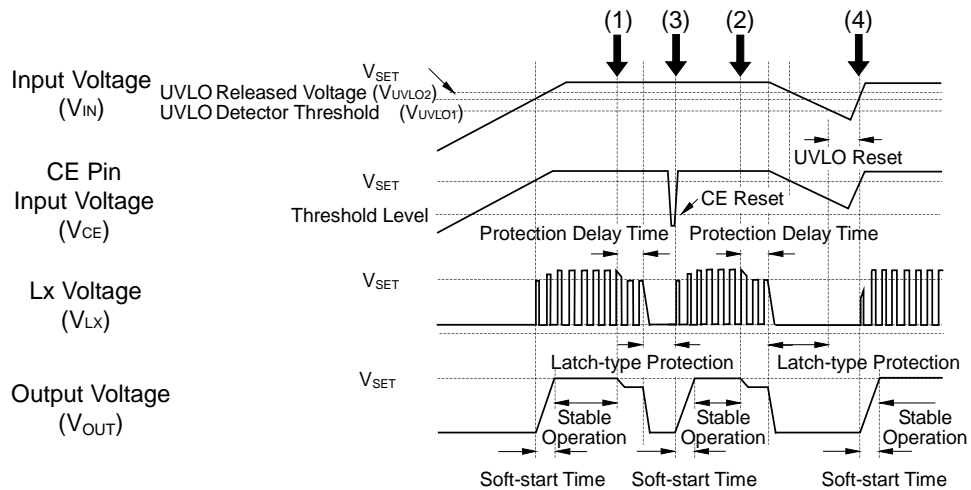 (1) (3) (2) (4)
Input Voltage
(VIN)
VSET
UVLO Released Voltage (VUVLO2)
UVLO Detector Threshold (VUVLO1)
UVLO Reset
CE Pin
Input Voltage
(VCE)
VSET
Threshold Level
CE Reset
Protection Delay Time Protection Delay Time
Lx Voltage
(VLX)
VSET
Latch-type Protection Latch-type Protection
Output Voltage
(VOUT)
VSET
Stable Operation
Stable Operation
Stable Operation
Soft-start Time Soft-start Time Soft-start Time